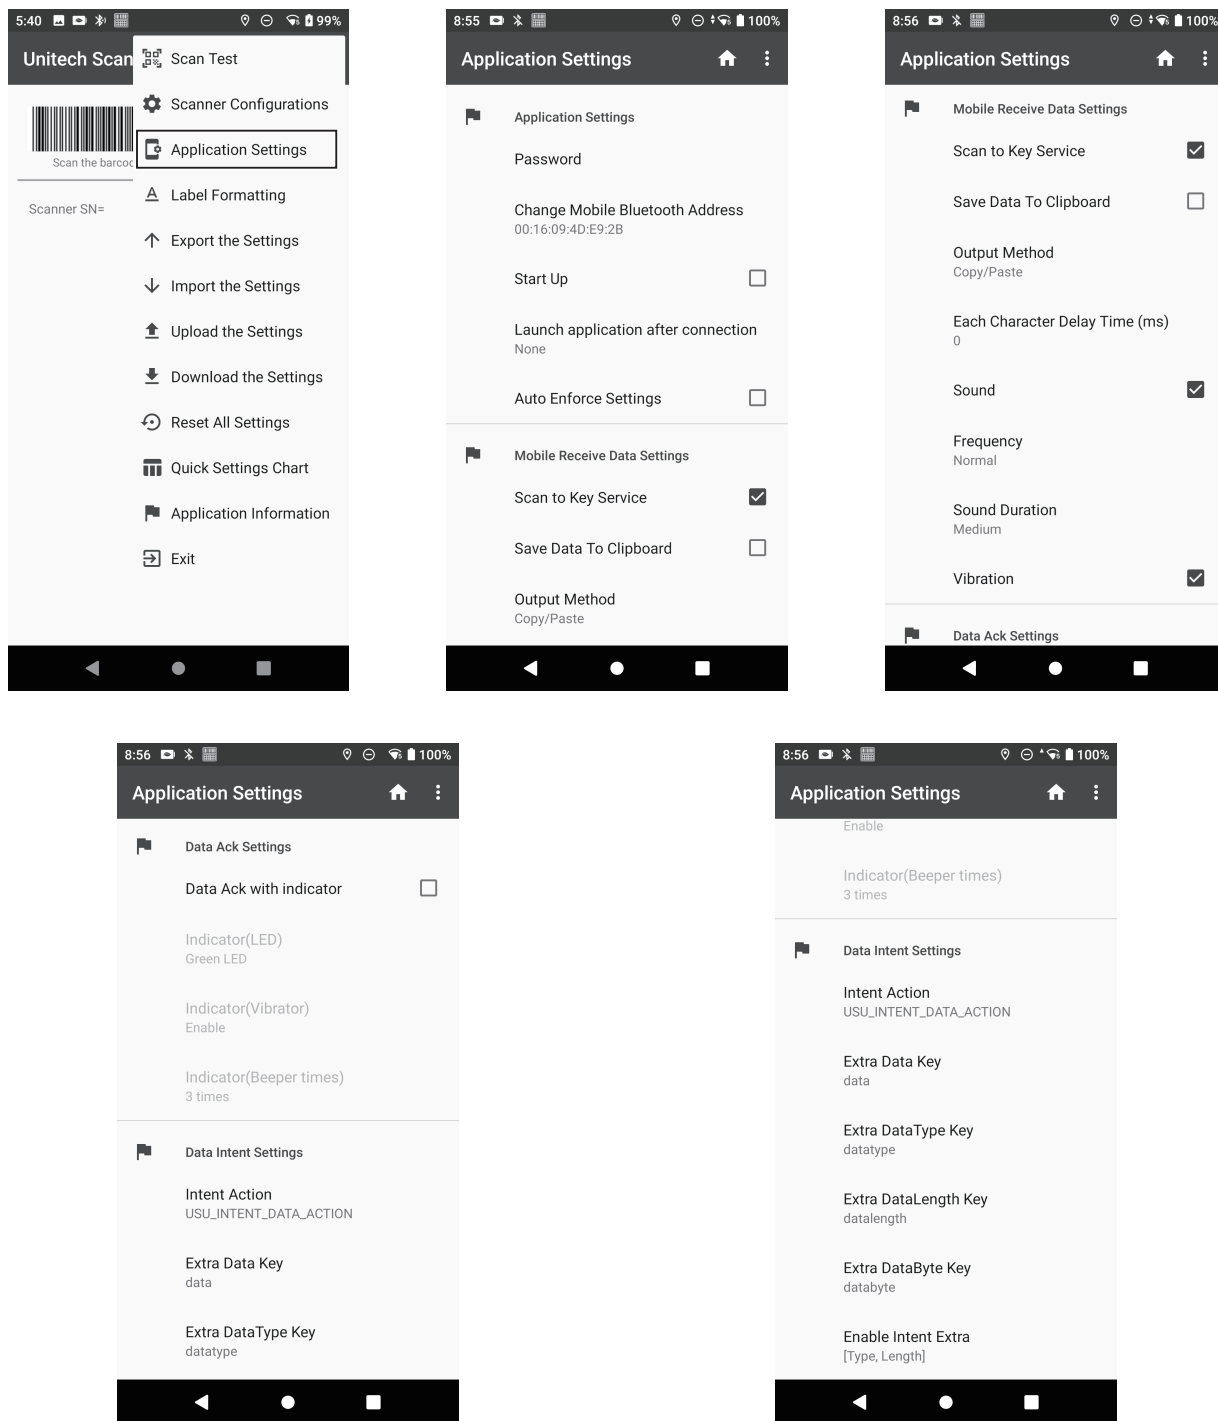 5:40
99%
Unitech Scan
Scan the barcod
Scanner SN=
Scan Test
Scanner Configurations
Application Settings
Label Formatting
Export the Settings
Import the Settings
Upload the Settings
Download the Settings
Reset All Settings
Quick Settings Chart
Application Information
Exit
8:55
100%
Application Settings
Application Settings
Password
Change Mobile Bluetooth Address
00:16:09:4D:E9:2B
Start Up
Launch application after connection
None
Auto Enforce Settings
Mobile Receive Data Settings
Scan to Key Service
Save Data To Clipboard
Output Method
Copy/Paste
8:56
100%
Application Settings
Mobile Receive Data Settings
Scan to Key Service
Save Data To Clipboard
Output Method
Copy/Paste
Each Character Delay Time (ms)
0
Sound
Frequency
Normal
Sound Duration
Medium
Vibration
Data Ack Settings
8:56
100%
Application Settings
Data Ack Settings
Data Ack with indicator
Indicator(LED)
Green LED
Indicator(Vibrator)
Enable
Indicator(Beeper times)
3 times
Data Intent Settings
Intent Action
USU_INTENT_DATA_ACTION
Extra Data Key
data
Extra DataType Key
datatype
8:56
100%
Application Settings
Enable
Indicator(Beeper times)
3 times
Data Intent Settings
Intent Action
USU_INTENT_DATA_ACTION
Extra Data Key
data
Extra DataType Key
datatype
Extra DataLength Key
datalength
Extra DataByte Key
databyte
Enable Intent Extra
[Type, Length]